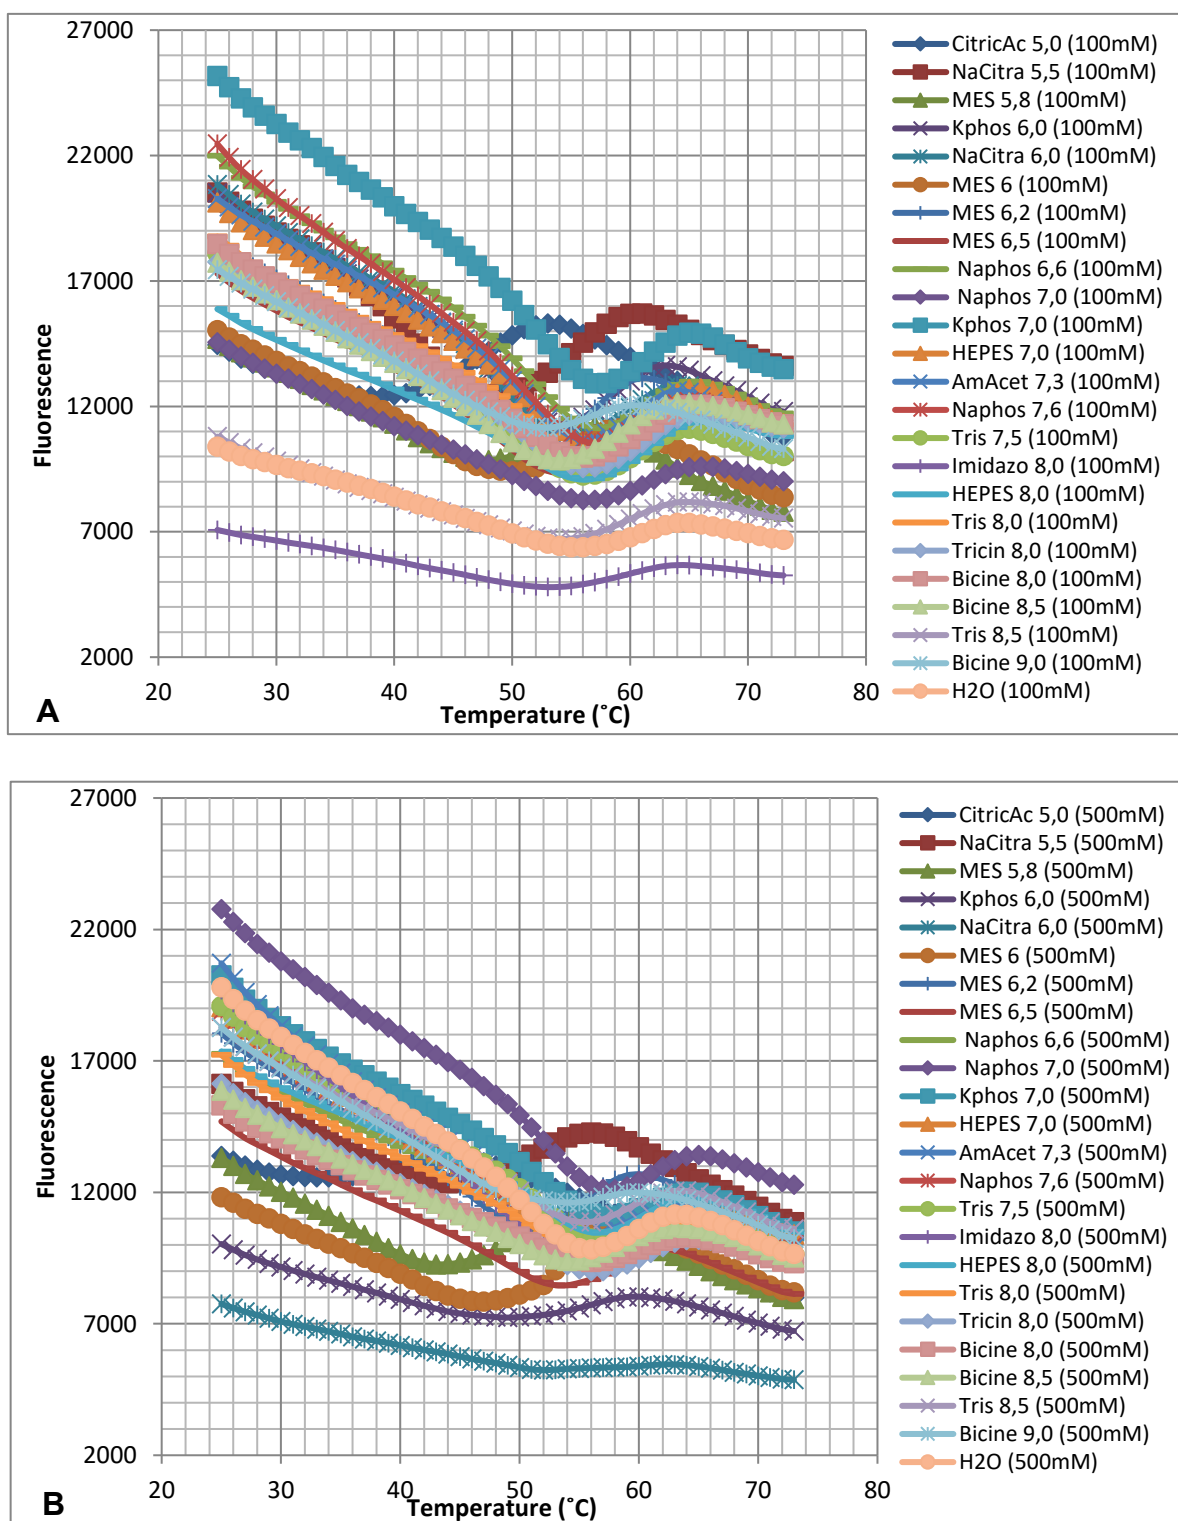 27000
22000
17000
12000
7000
2000
Fluorescence
20 30 40 50 60 70 80
Temperature (˚C)
A
CitricAc 5,0 (100mM)
NaCitra 5,5 (100mM)
MES 5,8 (100mM)
Kphos 6,0 (100mM)
NaCitra 6,0 (100mM)
MES 6 (100mM)
MES 6,2 (100mM)
MES 6,5 (100mM)
Naphos 6,6 (100mM)
Naphos 7,0 (100mM)
Kphos 7,0 (100mM)
HEPES 7,0 (100mM)
AmAcet 7,3 (100mM)
Naphos 7,6 (100mM)
Tris 7,5 (100mM)
Imidazo 8,0 (100mM)
HEPES 8,0 (100mM)
Tris 8,0 (100mM)
Tricin 8,0 (100mM)
Bicine 8,0 (100mM)
Bicine 8,5 (100mM)
Tris 8,5 (100mM)
Bicine 9,0 (100mM)
H2O (100mM)
27000
22000
17000
12000
7000
2000
Fluorescence
20 30 40 50 60 70 80
Temperature (˚C)
B
CitricAc 5,0 (500mM)
NaCitra 5,5 (500mM)
MES 5,8 (500mM)
Kphos 6,0 (500mM)
NaCitra 6,0 (500mM)
MES 6 (500mM)
MES 6,2 (500mM)
MES 6,5 (500mM)
Naphos 6,6 (500mM)
Naphos 7,0 (500mM)
Kphos 7,0 (500mM)
HEPES 7,0 (500mM)
AmAcet 7,3 (500mM)
Naphos 7,6 (500mM)
Tris 7,5 (500mM)
Imidazo 8,0 (500mM)
HEPES 8,0 (500mM)
Tris 8,0 (500mM)
Tricin 8,0 (500mM)
Bicine 8,0 (500mM)
Bicine 8,5 (500mM)
Tris 8,5 (500mM)
Bicine 9,0 (500mM)
H2O (500mM)